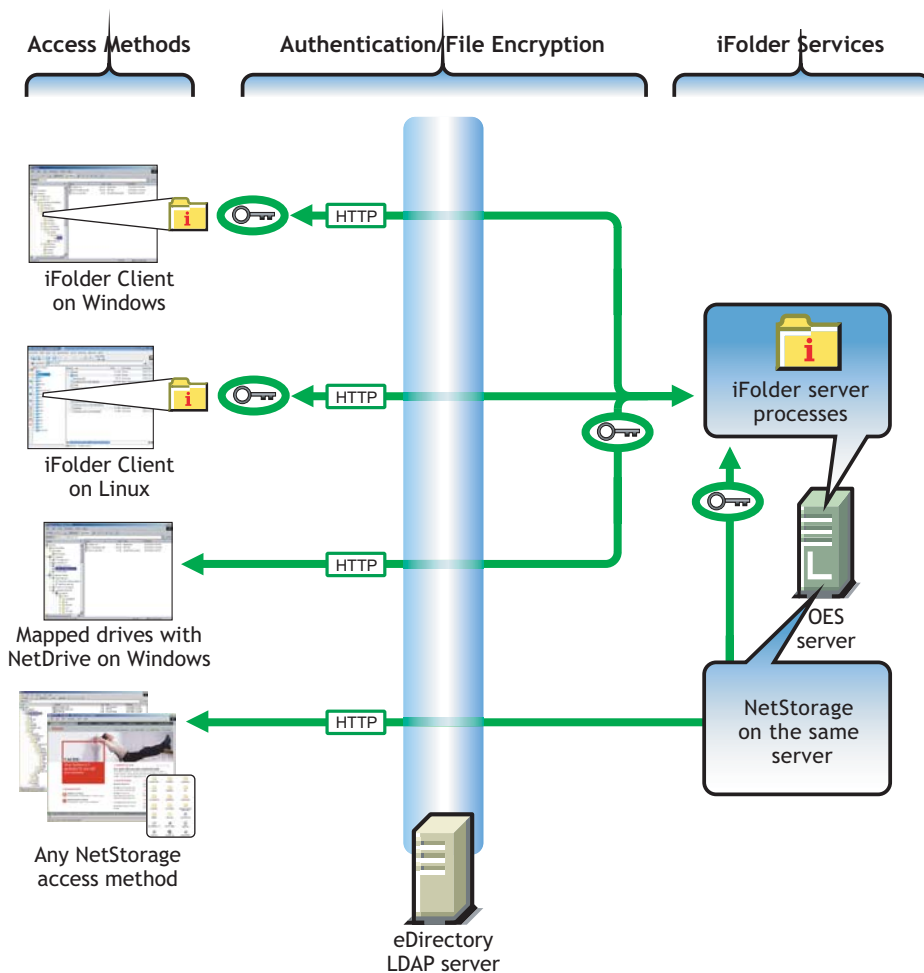 Access Methods
Authentication/File Encryption
iFolder Services
HTTP
i
iFolder Client
on Windows
i
iFolder server
processes
HTTP
i
iFolder Client
on Linux
HTTP
Mapped drives with
NetDrive on Windows
OES
server
HTTP
NetStorage
on the same
server
Any NetStorage
access method
eDirectory
LDAP server